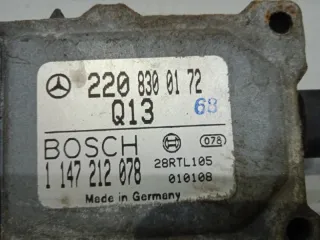 220 830 01 72
Q13 68
BOSCH 078
1 147 212 078 28RTL105
010108
Made in Germany